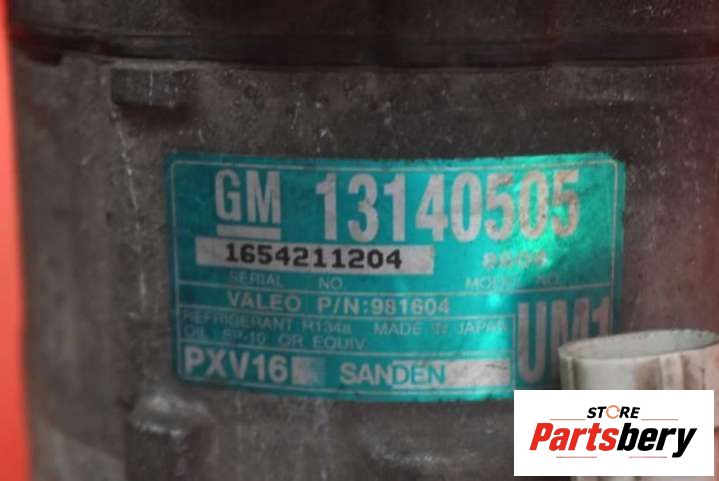 GM 13140505
1654211204
SERIAL NO. MODEL NO.
VALEO P/N:981604
REFRIGERANT R134a MADE IN JAPAN
OIL SP-10 OR EQUIV. UM1
PXV16 SANDEN
STORE
Partsbery